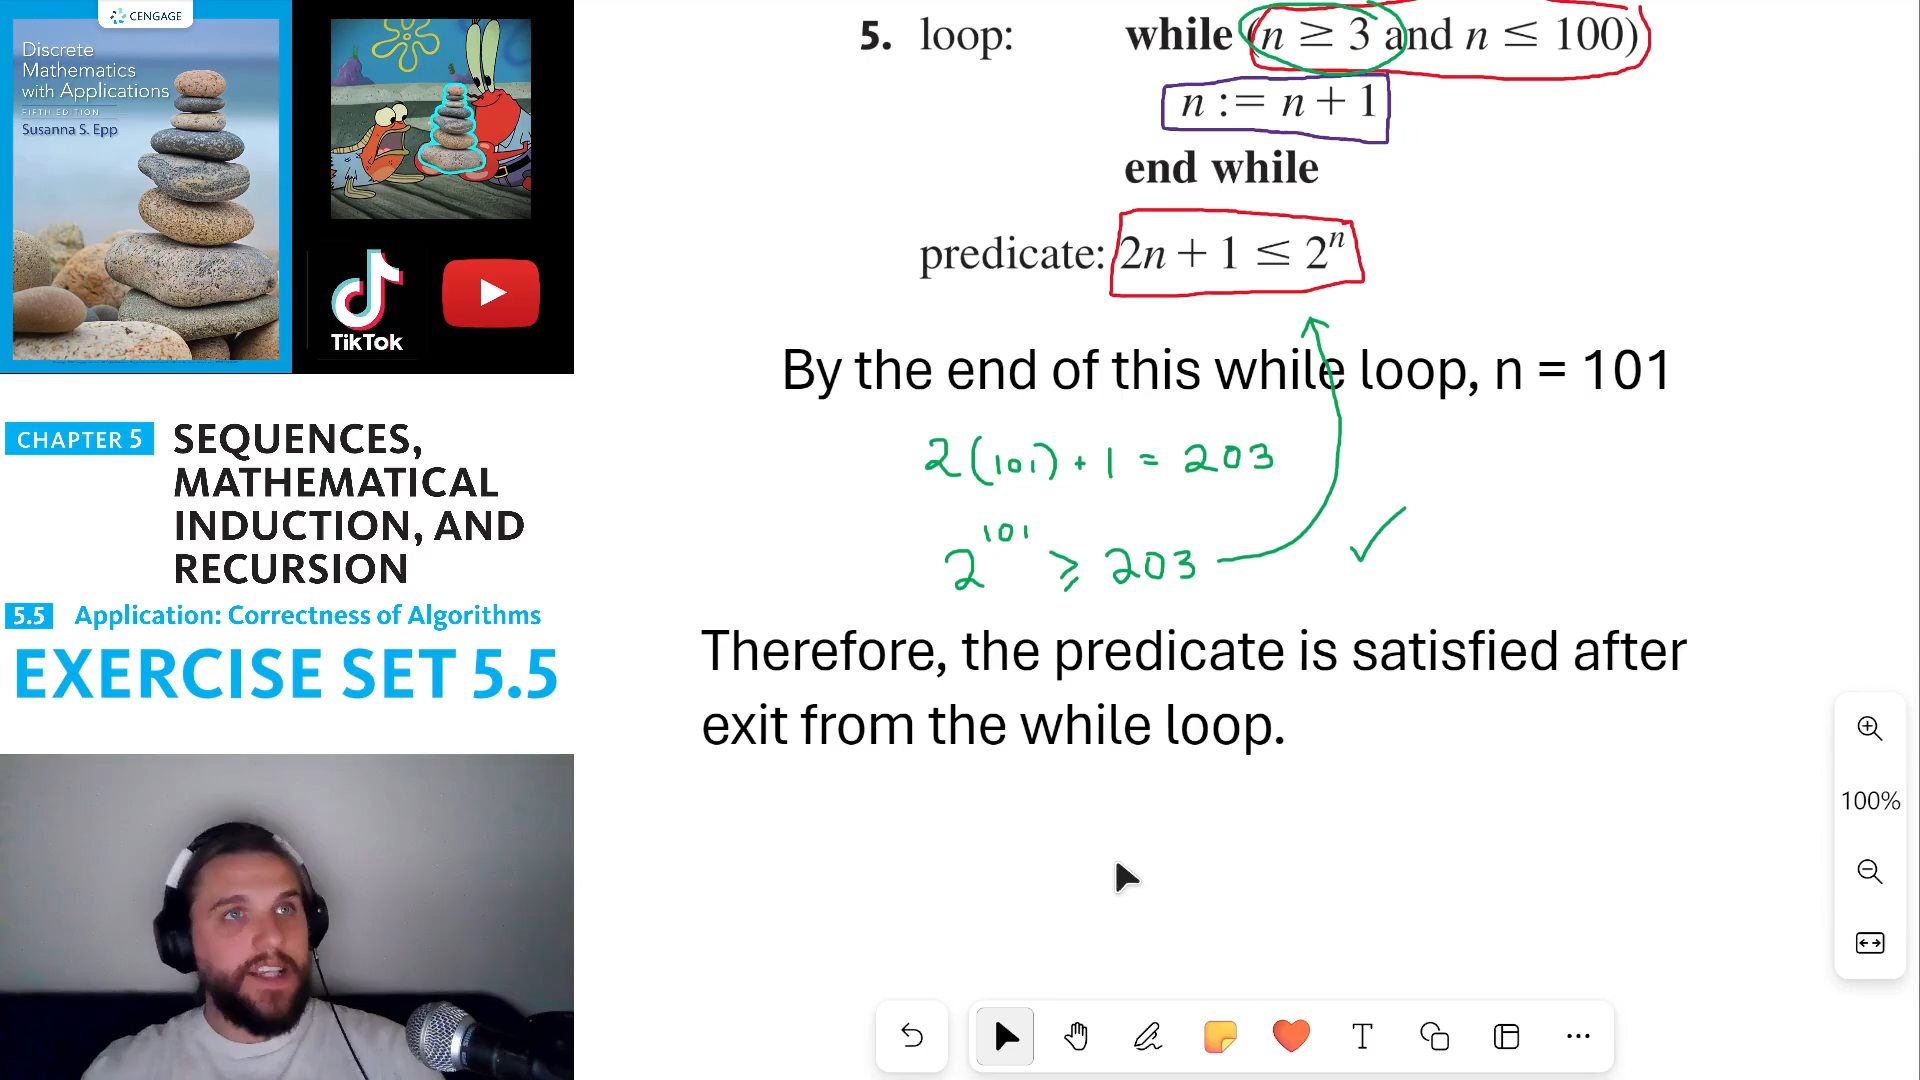 CENGAGE
Discrete
Mathematics
with Applications
FIFTH EDITION
Susanna S. Epp
TikTok
CHAPTER 5
SEQUENCES,
MATHEMATICAL
INDUCTION, AND
RECURSION
5.5 Application: Correctness of Algorithms
EXERCISE SET 5.5
5. loop: while (n ≥ 3 and n ≤ 100)
n := n + 1
end while
predicate: 2n + 1 ≤ 2ⁿ
By the end of this while loop, n = 101
2(101) + 1 = 203
2¹⁰¹ ≥ 203 ✓
Therefore, the predicate is satisfied after
exit from the while loop.
100%
T